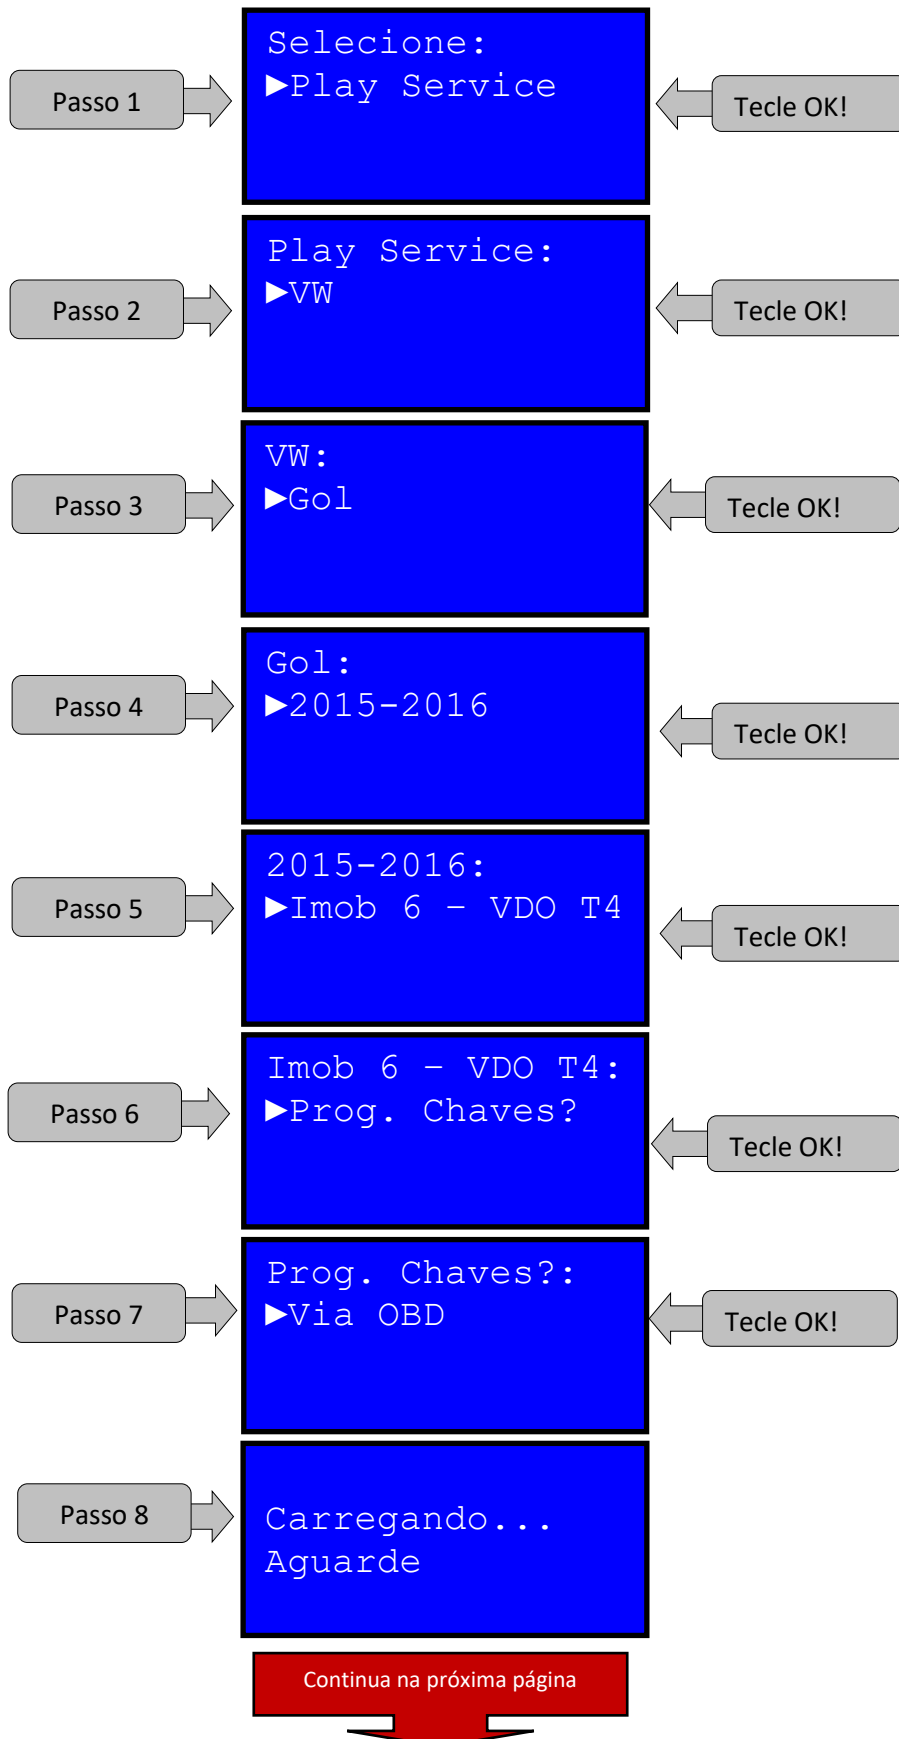 Selecione:
►Play Service
Passo 1
Tecle OK!
Play Service:
►VW
Passo 2
Tecle OK!
VW:
►Gol
Passo 3
Tecle OK!
Gol:
►2015-2016
Passo 4
Tecle OK!
2015-2016:
►Imob 6 – VDO T4
Passo 5
Tecle OK!
Imob 6 – VDO T4:
►Prog. Chaves?
Passo 6
Tecle OK!
Prog. Chaves?:
►Via OBD
Passo 7
Tecle OK!
Passo 8
Carregando...
Aguarde
Continua na próxima página